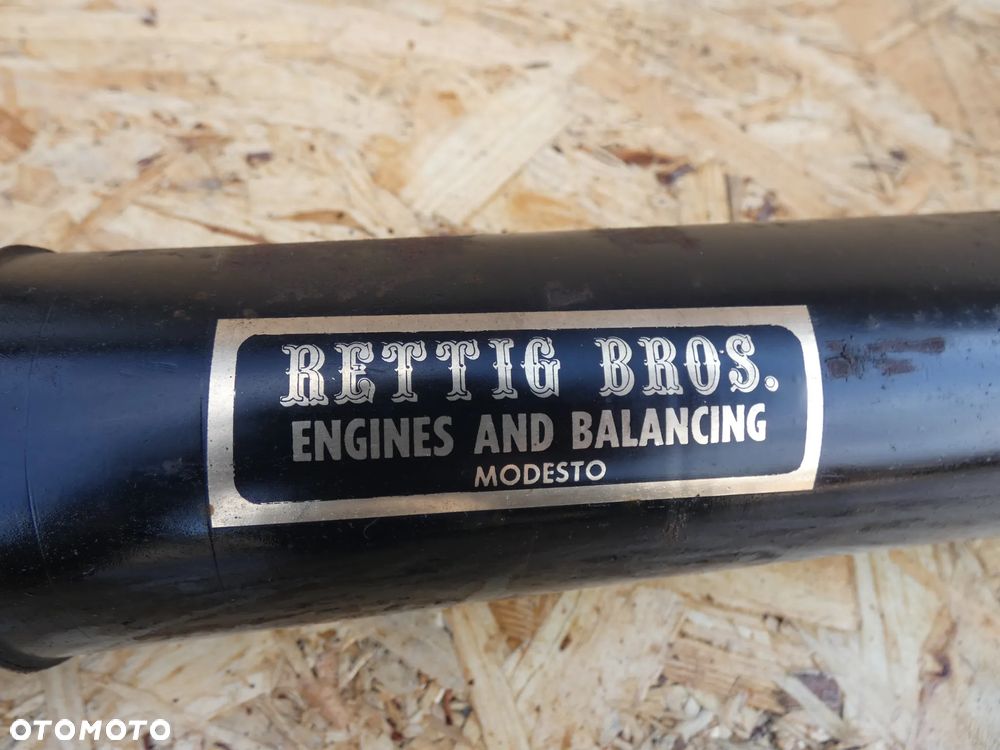 RETTIG BROS.
ENGINES AND BALANCING
MODESTO
OTOMOTO